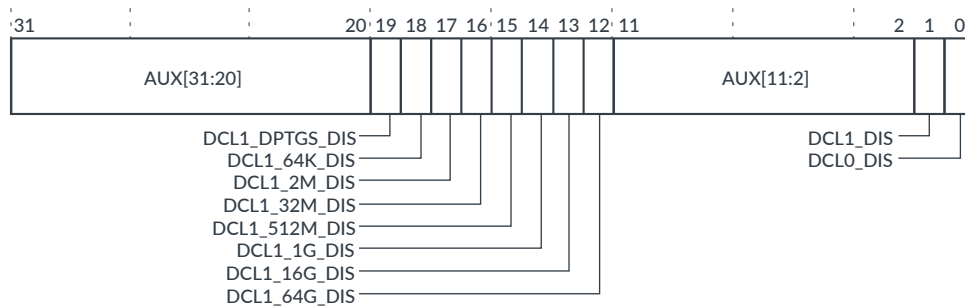 31 20 19 18 17 16 15 14 13 12 11 2 1 0
AUX[31:20] AUX[11:2]
DCL1_DPTGS_DIS DCL1_DIS
DCL1_64K_DIS DCL0_DIS
DCL1_2M_DIS
DCL1_32M_DIS
DCL1_512M_DIS
DCL1_1G_DIS
DCL1_16G_DIS
DCL1_64G_DIS